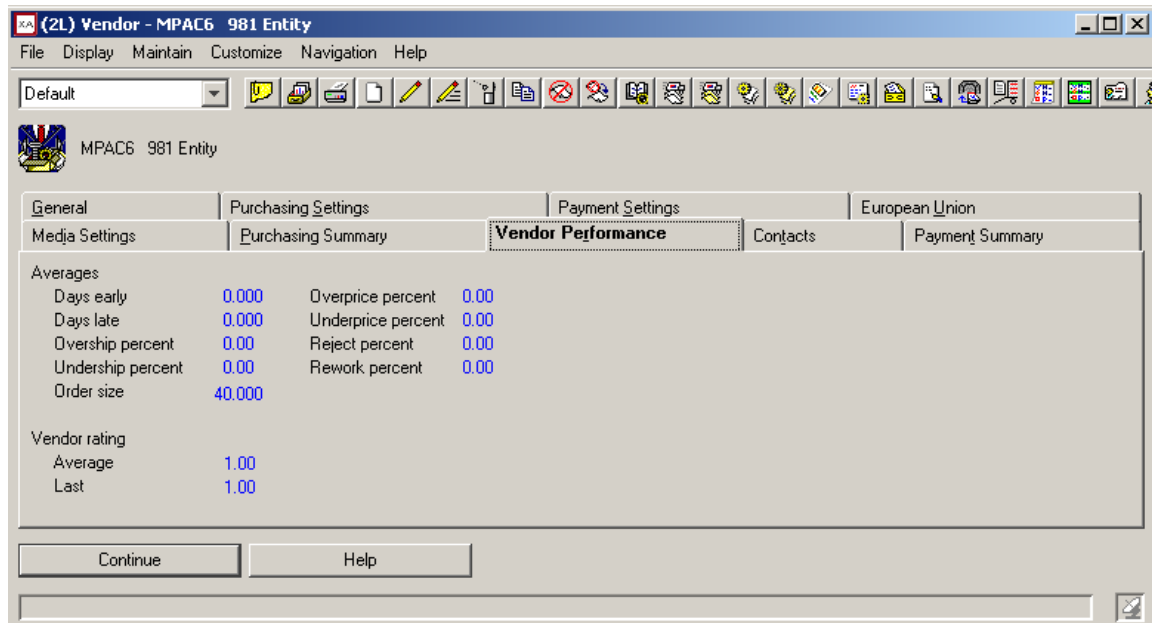 XA (2L) Vendor - MPAC6 981 Entity
File Display Maintain Customize Navigation Help
Default
MPAC6 981 Entity
General Purchasing Settings Payment Settings European Union
Media Settings Purchasing Summary Vendor Performance Contacts Payment Summary
Averages
Days early 0.000 Overprice percent 0.00
Days late 0.000 Underprice percent 0.00
Overship percent 0.00 Reject percent 0.00
Undership percent 0.00 Rework percent 0.00
Order size 40.000
Vendor rating
Average 1.00
Last 1.00
Continue Help